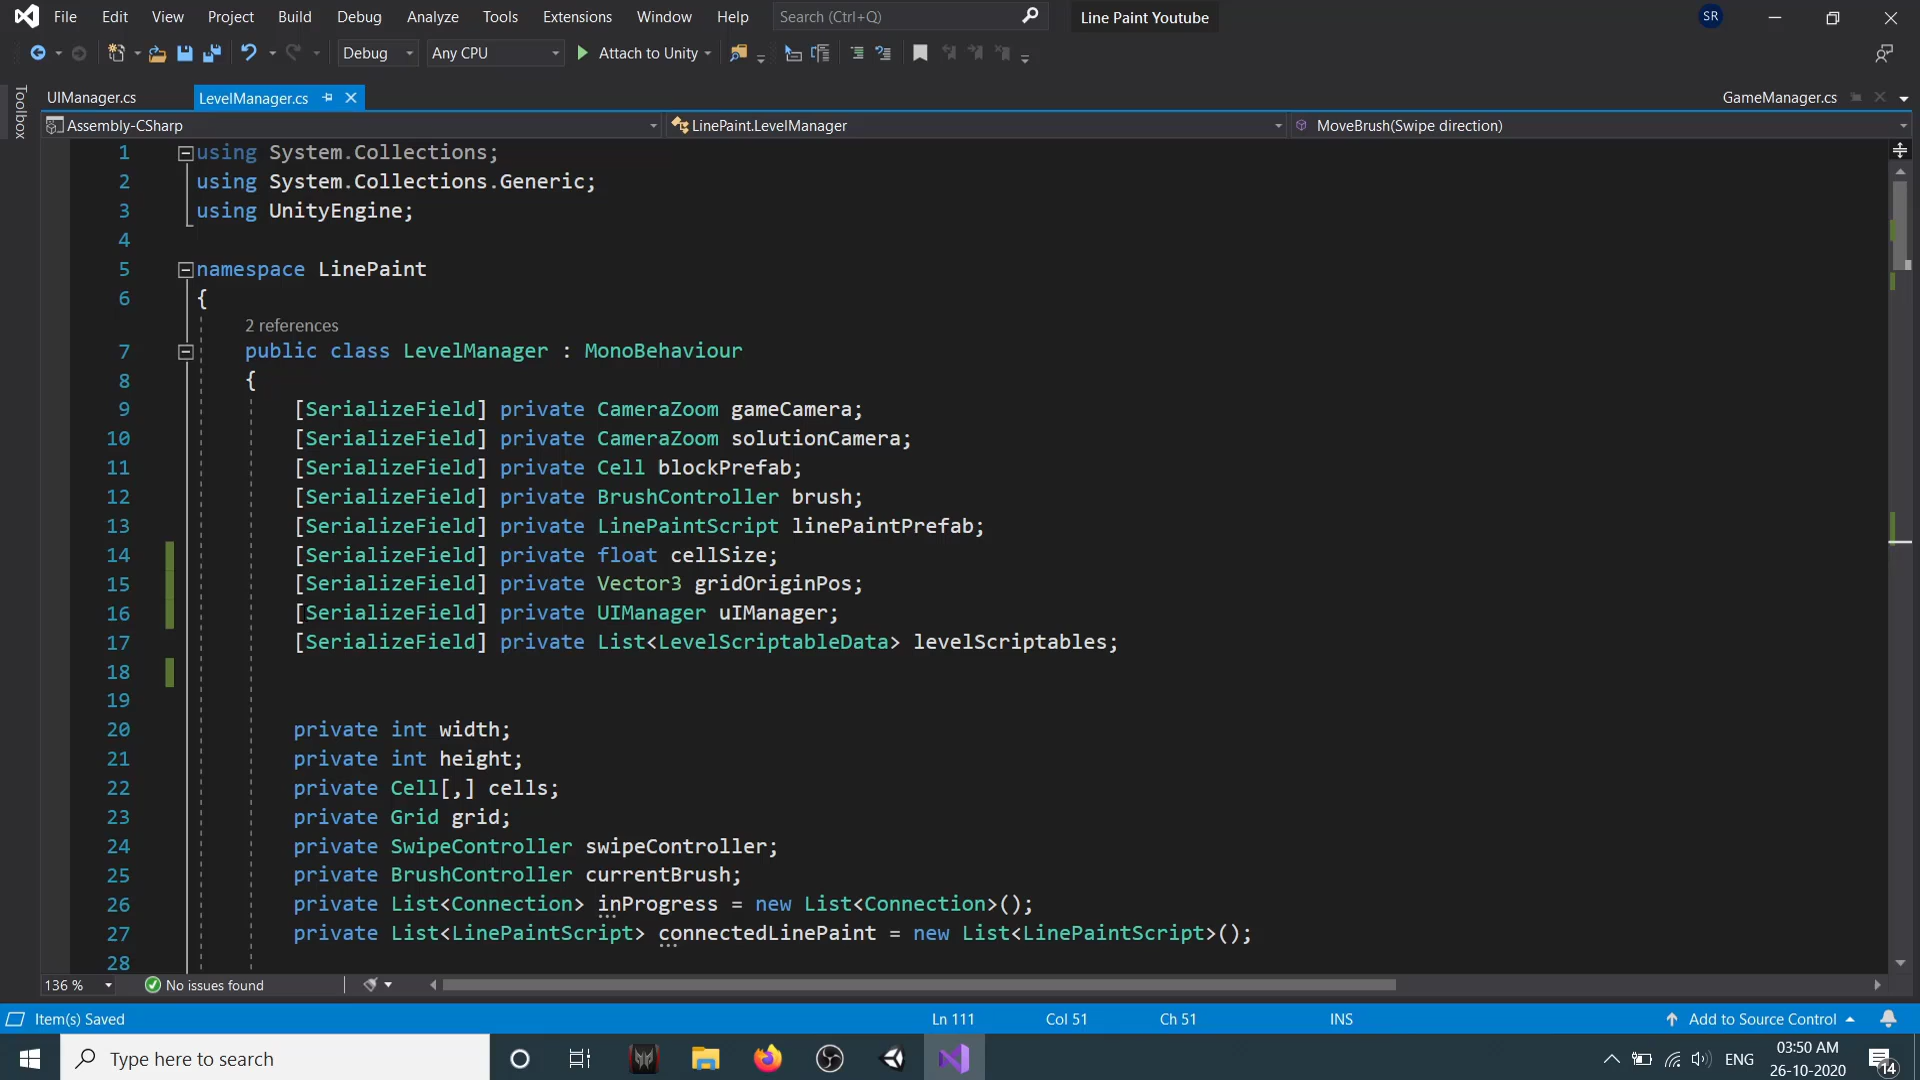 File Edit View Project Build Debug Analyze Tools Extensions Window Help Search (Ctrl+Q) Line Paint Youtube SR
Debug Any CPU Attach to Unity
UIManager.cs LevelManager.cs GameManager.cs
Toolbox
Assembly-CSharp LinePaint.LevelManager MoveBrush(Swipe direction)
1 using System.Collections;
2 using System.Collections.Generic;
3 using UnityEngine;
4
5 namespace LinePaint
6 {
2 references
7 public class LevelManager : MonoBehaviour
8 {
9 [SerializeField] private CameraZoom gameCamera;
10 [SerializeField] private CameraZoom solutionCamera;
11 [SerializeField] private Cell blockPrefab;
12 [SerializeField] private BrushController brush;
13 [SerializeField] private LinePaintScript linePaintPrefab;
14 [SerializeField] private float cellSize;
15 [SerializeField] private Vector3 gridOriginPos;
16 [SerializeField] private UIManager uIManager;
17 [SerializeField] private List<LevelScriptableData> levelScriptables;
18
19
20 private int width;
21 private int height;
22 private Cell[,] cells;
23 private Grid grid;
24 private SwipeController swipeController;
25 private BrushController currentBrush;
26 private List<Connection> inProgress = new List<Connection>();
27 private List<LinePaintScript> connectedLinePaint = new List<LinePaintScript>();
28
136 % No issues found
Item(s) Saved Ln 111 Col 51 Ch 51 INS Add to Source Control
Type here to search ENG 03:50 AM
26-10-2020 14